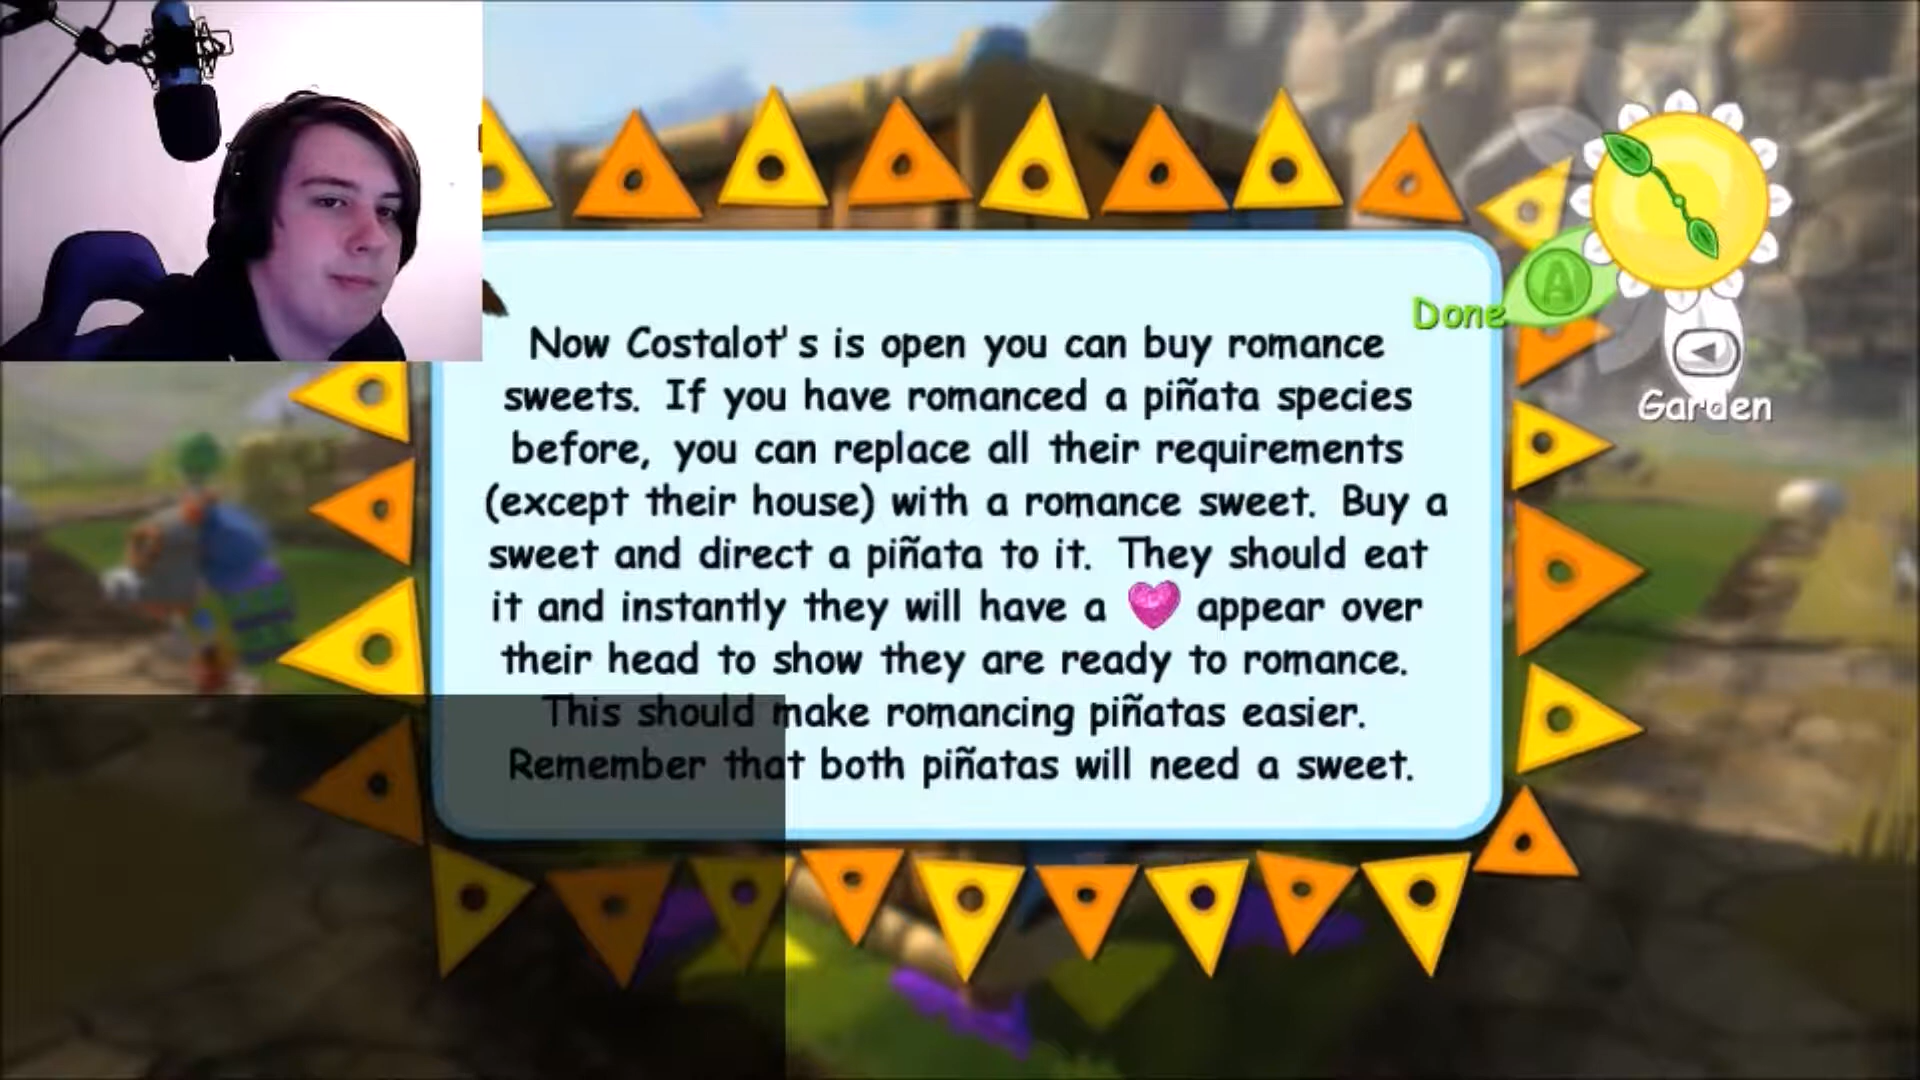 Now Costalot's is open you can buy romance
sweets. If you have romanced a piñata species
before, you can replace all their requirements
(except their house) with a romance sweet. Buy a
sweet and direct a piñata to it. They should eat
it and instantly they will have a appear over
their head to show they are ready to romance.
This should make romancing piñatas easier.
Remember that both piñatas will need a sweet.
Done
A
Garden